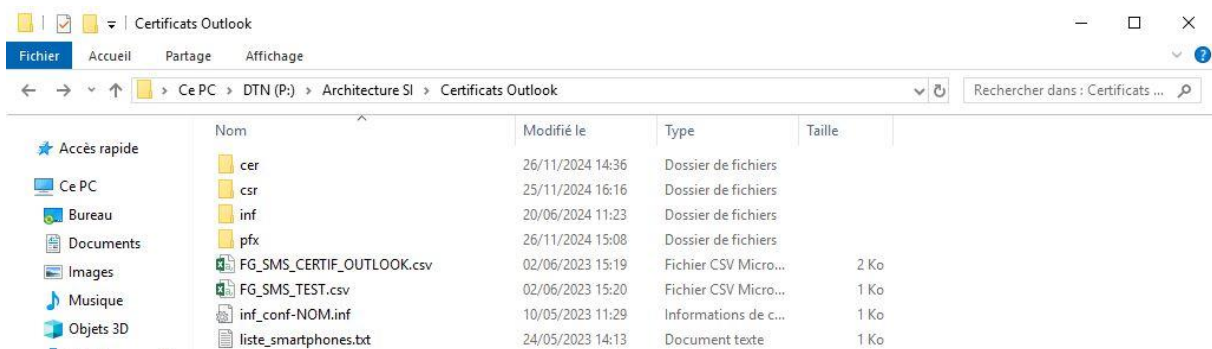 Certificats Outlook
Fichier Accueil Partage Affichage
Ce PC > DTN (P:) > Architecture SI > Certificats Outlook Rechercher dans : Certificats ...
Nom Modifié le Type Taille
Accès rapide
cer 26/11/2024 14:36 Dossier de fichiers
Ce PC csr 25/11/2024 16:16 Dossier de fichiers
Bureau inf 20/06/2024 11:23 Dossier de fichiers
Documents pfx 26/11/2024 15:08 Dossier de fichiers
Images FG_SMS_CERTIF_OUTLOOK.csv 02/06/2023 15:19 Fichier CSV Micro... 2 Ko
Musique FG_SMS_TEST.csv 02/06/2023 15:20 Fichier CSV Micro... 1 Ko
Objets 3D inf_conf-NOM.inf 10/05/2023 11:29 Informations de c... 1 Ko
liste_smartphones.txt 24/05/2023 14:13 Document texte 1 Ko